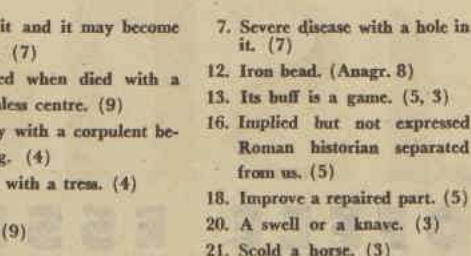 it and it may become
(7)
ed when died with a
less centre. (9)
y with a corpulent be-
g. (4)
with a tress. (4)
(9)
7. Severe disease with a hole in
it. (7)
12. Iron bead. (Anagr. 8)
13. Its buff is a game. (5, 3)
16. Implied but not expressed
Roman historian separated
from us. (5)
18. Improve a repaired part. (5)
20. A swell or a knave. (3)
21. Scold a horse. (3)